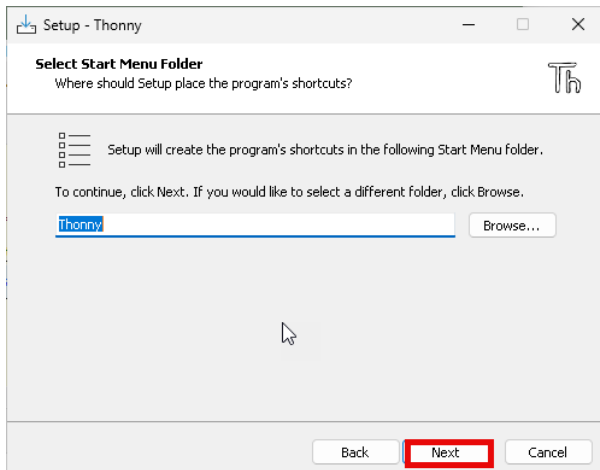 Setup - Thonny
Select Start Menu Folder
Where should Setup place the program's shortcuts?
Th
Setup will create the program's shortcuts in the following Start Menu folder.
To continue, click Next. If you would like to select a different folder, click Browse.
Thonny
Browse...
Back
Next
Cancel